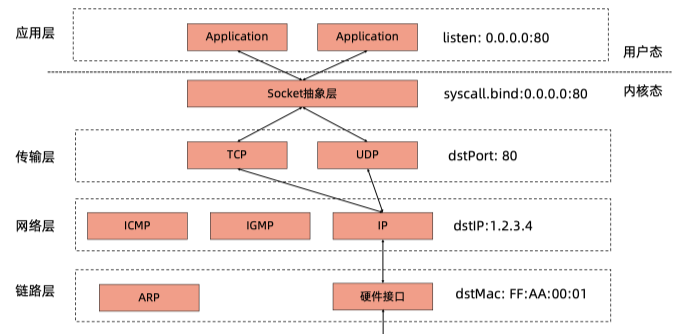 应用层
Application
Application
listen: 0.0.0.0:80
用户态
Socket抽象层
syscall.bind:0.0.0.0:80
内核态
传输层
TCP
UDP
dstPort: 80
网络层
ICMP
IGMP
IP
dstIP:1.2.3.4
链路层
ARP
硬件接口
dstMac: FF:AA:00:01